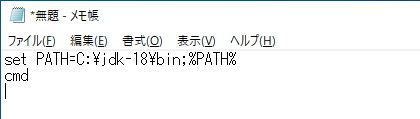 *無題 - メモ帳
ファイル(F) 編集(E) 書式(O) 表示(V) ヘルプ(H)
set PATH=C:¥jdk-18¥bin;%PATH%
cmd